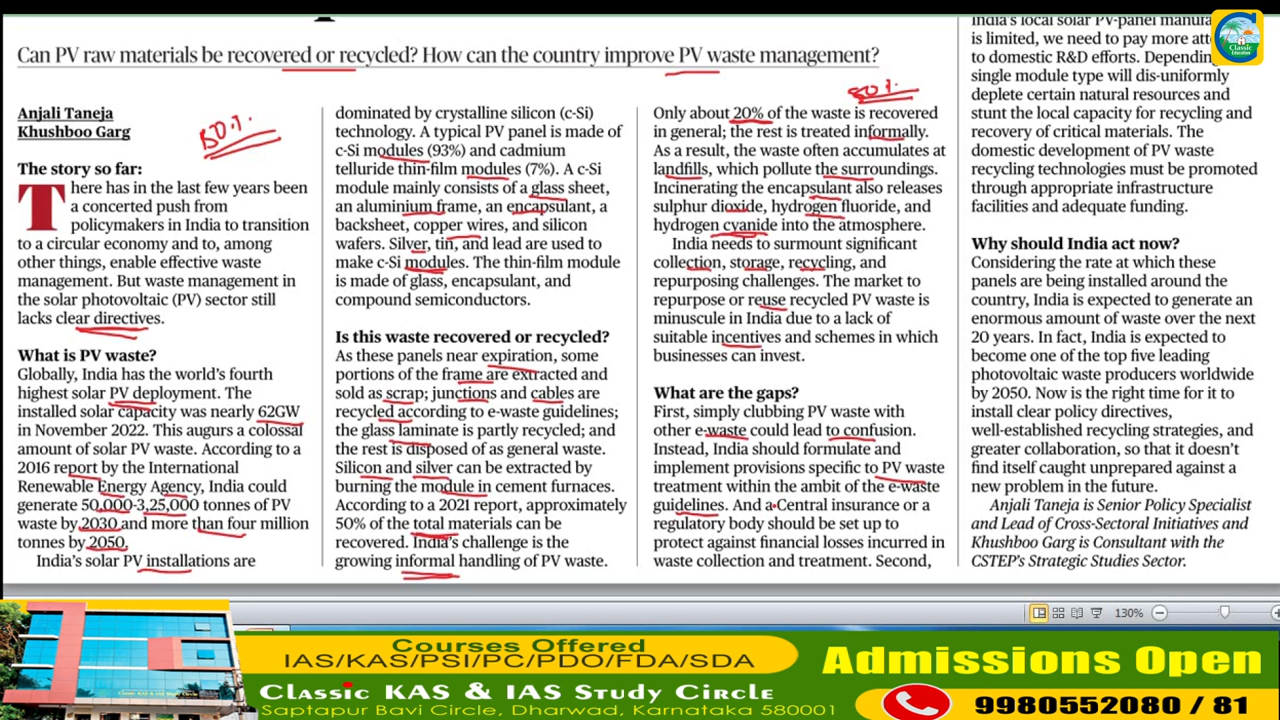 Can PV raw materials be recovered or recycled? How can the country improve PV waste management?
Anjali Taneja
Khushboo Garg
The story so far:
There has in the last few years been
a concerted push from
policymakers in India to transition
to a circular economy and to, among
other things, enable effective waste
management. But waste management in
the solar photovoltaic (PV) sector still
lacks clear directives.
What is PV waste?
Globally, India has the world's fourth
highest solar PV deployment. The
installed solar capacity was nearly 62GW
in November 2022. This augurs a colossal
amount of solar PV waste. According to a
2016 report by the International
Renewable Energy Agency, India could
generate 50,000-3,25,000 tonnes of PV
waste by 2030 and more than four million
tonnes by 2050.
India's solar PV installations are
dominated by crystalline silicon (c-Si)
technology. A typical PV panel is made of
c-Si modules (93%) and cadmium
telluride thin-film modules (7%). A c-Si
module mainly consists of a glass sheet,
an aluminium frame, an encapsulant, a
backsheet, copper wires, and silicon
wafers. Silver, tin, and lead are used to
make c-Si modules. The thin-film module
is made of glass, encapsulant, and
compound semiconductors.
Is this waste recovered or recycled?
As these panels near expiration, some
portions of the frame are extracted and
sold as scrap; junctions and cables are
recycled according to e-waste guidelines;
the glass laminate is partly recycled; and
the rest is disposed of as general waste.
Silicon and silver can be extracted by
burning the module in cement furnaces.
According to a 2021 report, approximately
50% of the total materials can be
recovered. India's challenge is the
growing informal handling of PV waste.
80%
Only about 20% of the waste is recovered
in general; the rest is treated informally.
As a result, the waste often accumulates at
landfills, which pollute the surroundings.
Incinerating the encapsulant also releases
sulphur dioxide, hydrogen fluoride, and
hydrogen cyanide into the atmosphere.
India needs to surmount significant
collection, storage, recycling, and
repurposing challenges. The market to
repurpose or reuse recycled PV waste is
minuscule in India due to a lack of
suitable incentives and schemes in which
businesses can invest.
What are the gaps?
First, simply clubbing PV waste with
other e-waste could lead to confusion.
Instead, India should formulate and
implement provisions specific to PV waste
treatment within the ambit of the e-waste
guidelines. And a Central insurance or a
regulatory body should be set up to
protect against financial losses incurred in
waste collection and treatment. Second,
India's local solar PV-panel
is limited, we need to pay more
to domestic R&D efforts.
single module type will dis-uniformly
deplete certain natural resources and
stunt the local capacity for recycling and
recovery of critical materials. The
domestic development of PV waste
recycling technologies must be promoted
through appropriate infrastructure
facilities and adequate funding.
Why should India act now?
Considering the rate at which these
panels are being installed around the
country, India is expected to generate an
enormous amount of waste over the next
20 years. In fact, India is expected to
become one of the top five leading
photovoltaic waste producers worldwide
by 2050. Now is the right time for it to
install clear policy directives,
well-established recycling strategies, and
greater collaboration, so that it doesn't
find itself caught unprepared against a
new problem in the future.
Anjali Taneja is Senior Policy Specialist
and Lead of Cross-Sectoral Initiatives and
Khushboo Garg is Consultant with the
CSTEP's Strategic Studies Sector.
Classic
Education
130%
Courses Offered
IAS/KAS/PSI/PC/PDO/FDA/SDA
Classic KAS & IAS Study Circle
Saptapur Bavi Circle, Dharwad, Karnataka 580001
Admissions Open
9980552080 / 81